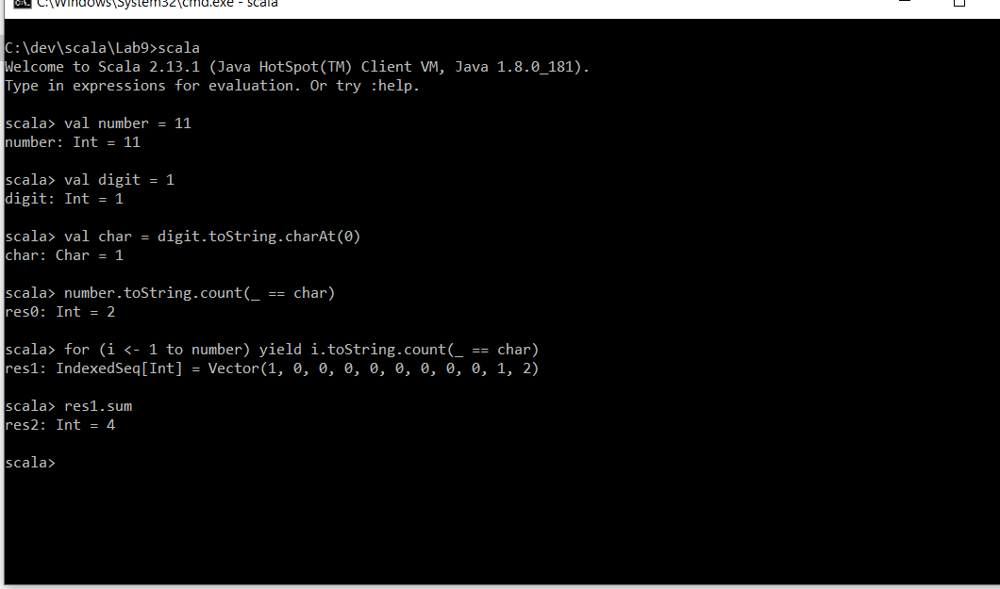 C:\Windows\System32\cmd.exe - scala
C:\dev\scala\Lab9>scala
Welcome to Scala 2.13.1 (Java HotSpot(TM) Client VM, Java 1.8.0_181).
Type in expressions for evaluation. Or try :help.
scala> val number = 11
number: Int = 11
scala> val digit = 1
digit: Int = 1
scala> val char = digit.toString.charAt(0)
char: Char = 1
scala> number.toString.count(_ == char)
res0: Int = 2
scala> for (i <- 1 to number) yield i.toString.count(_ == char)
res1: IndexedSeq[Int] = Vector(1, 0, 0, 0, 0, 0, 0, 0, 0, 1, 2)
scala> res1.sum
res2: Int = 4
scala>